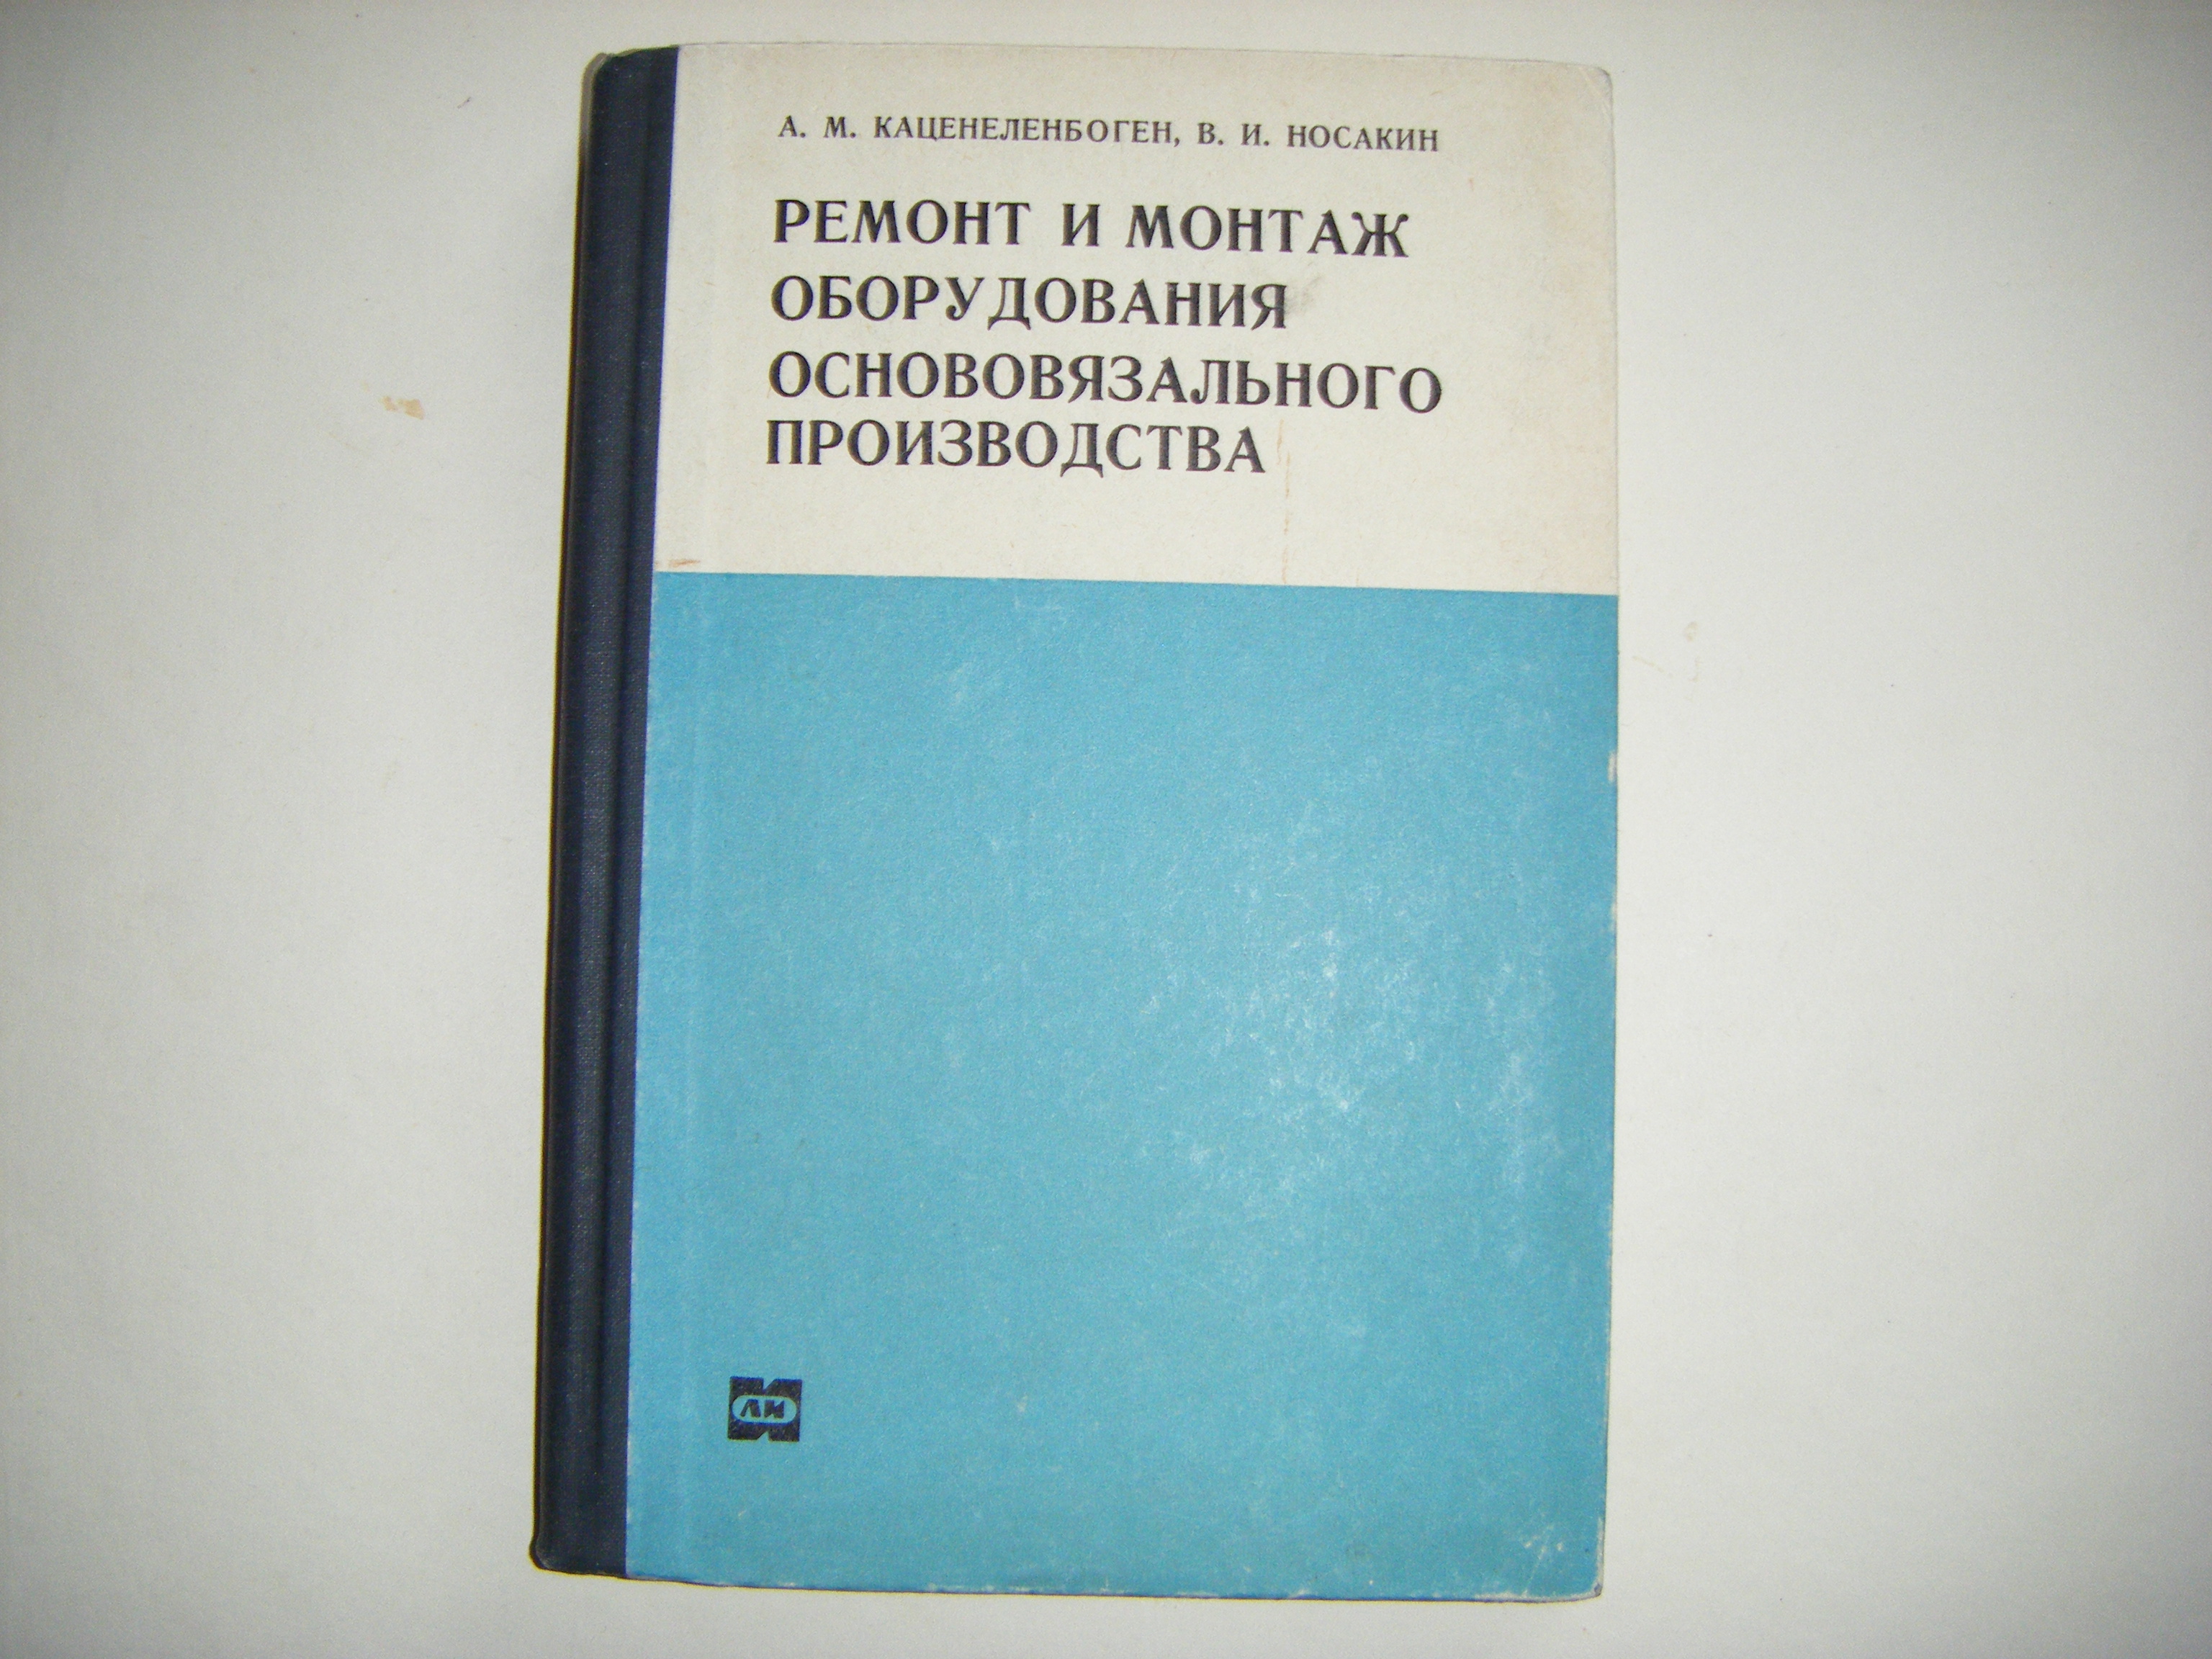 А. М. КАЦЕНЕЛЕНБОГЕН, В. И. НОСАКИН
РЕМОНТ И МОНТАЖ
ОБОРУДОВАНИЯ
ОСНОВОВЯЗАЛЬНОГО
ПРОИЗВОДСТВА
ЛИ